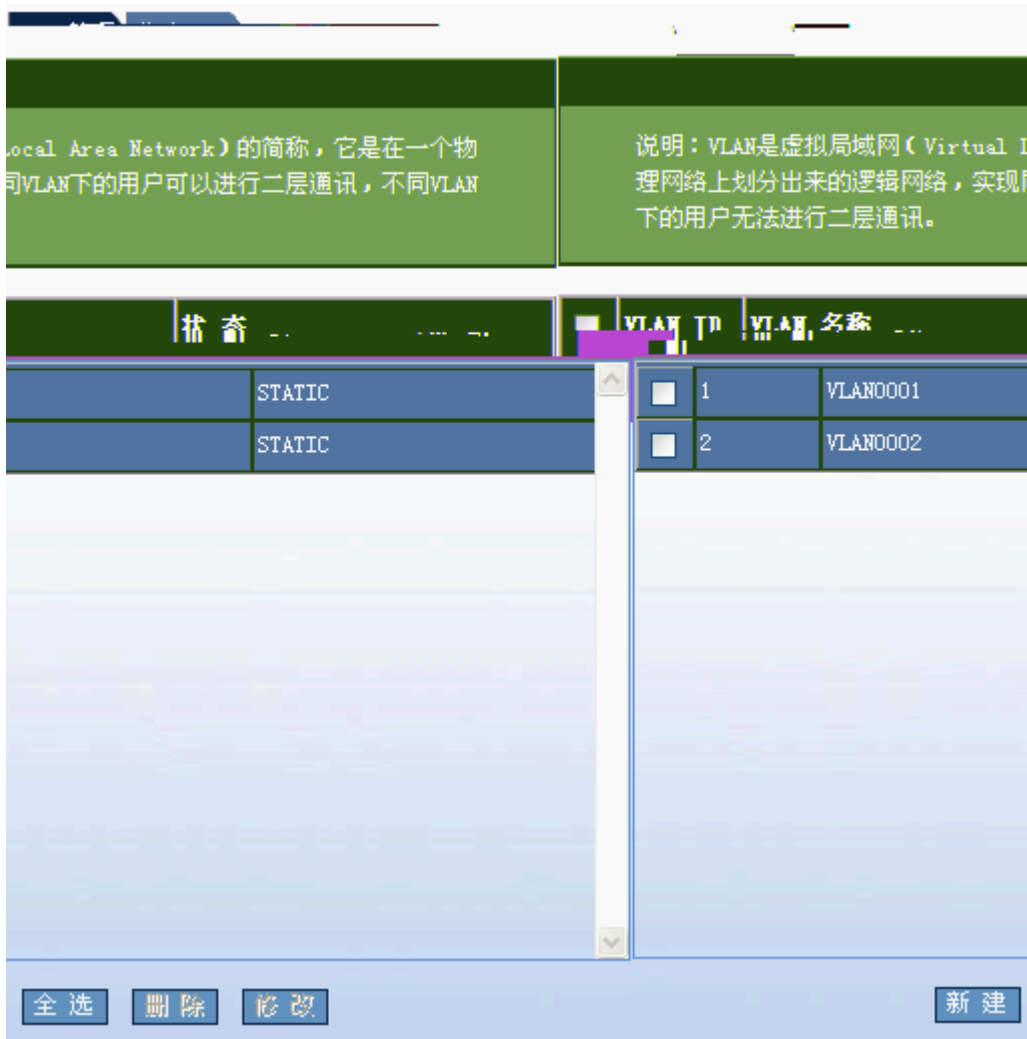 Local Area Network)的简称，它是在一个物
同VLAN下的用户可以进行二层通讯，不同VLAN
说明：VLAN是虚拟局域网(Virtual L
理网络上划分出来的逻辑网络，实现同
下的用户无法进行二层通讯。
状 态
VLAN ID VLAN 名称
STATIC
STATIC
1 VLAN0001
2 VLAN0002
全 选 删 除 修 改
新 建